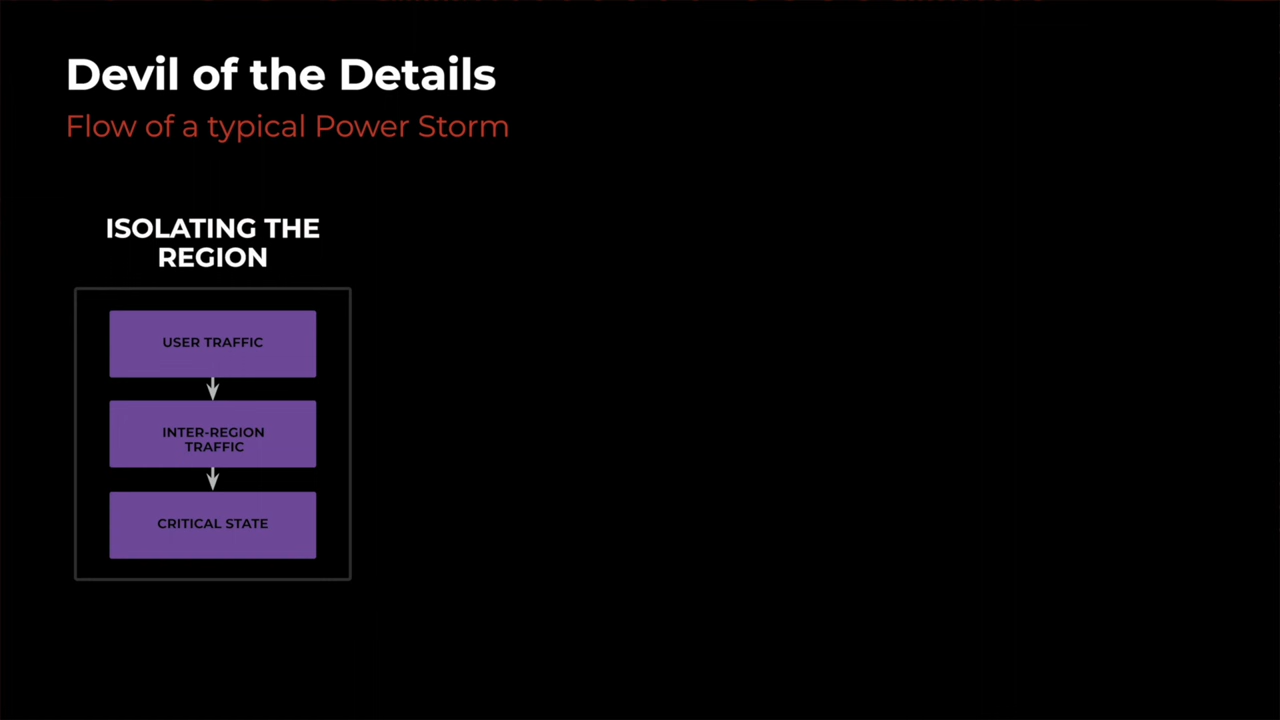 Devil of the Details
Flow of a typical Power Storm
ISOLATING THE
REGION
USER TRAFFIC
INTER-REGION
TRAFFIC
CRITICAL STATE